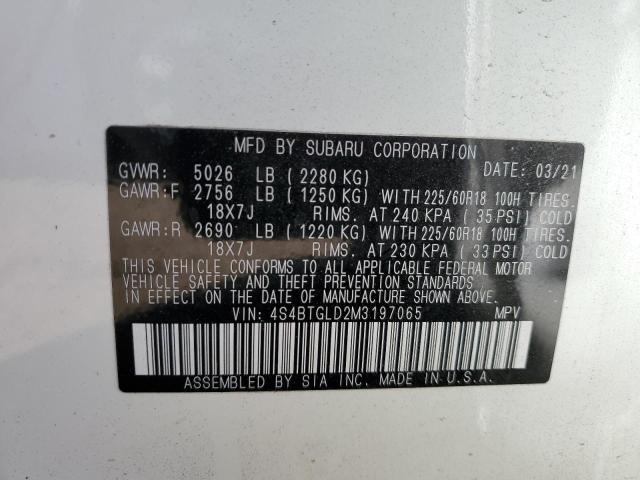 MFD BY SUBARU CORPORATION
GVWR: 5026 LB (2280 KG) DATE: 03/21
GAWR:F 2756 LB (1250 KG) WITH 225/60R18 100H TIRES.
18X7J RIMS. AT 240 KPA (35 PSI) COLD
GAWR:R 2690 LB (1220 KG) WITH 225/60R18 100H TIRES.
18X7J RIMS. AT 230 KPA (33 PSI) COLD
THIS VEHICLE CONFORMS TO ALL APPLICABLE FEDERAL MOTOR
VEHICLE SAFETY AND THEFT PREVENTION STANDARDS IN EFFECT
ON THE DATE OF MANUFACTURE SHOWN ABOVE.
VIN: 4S4BTGLD2M3197065 MPV
ASSEMBLED BY SIA INC. MADE IN U.S.A.